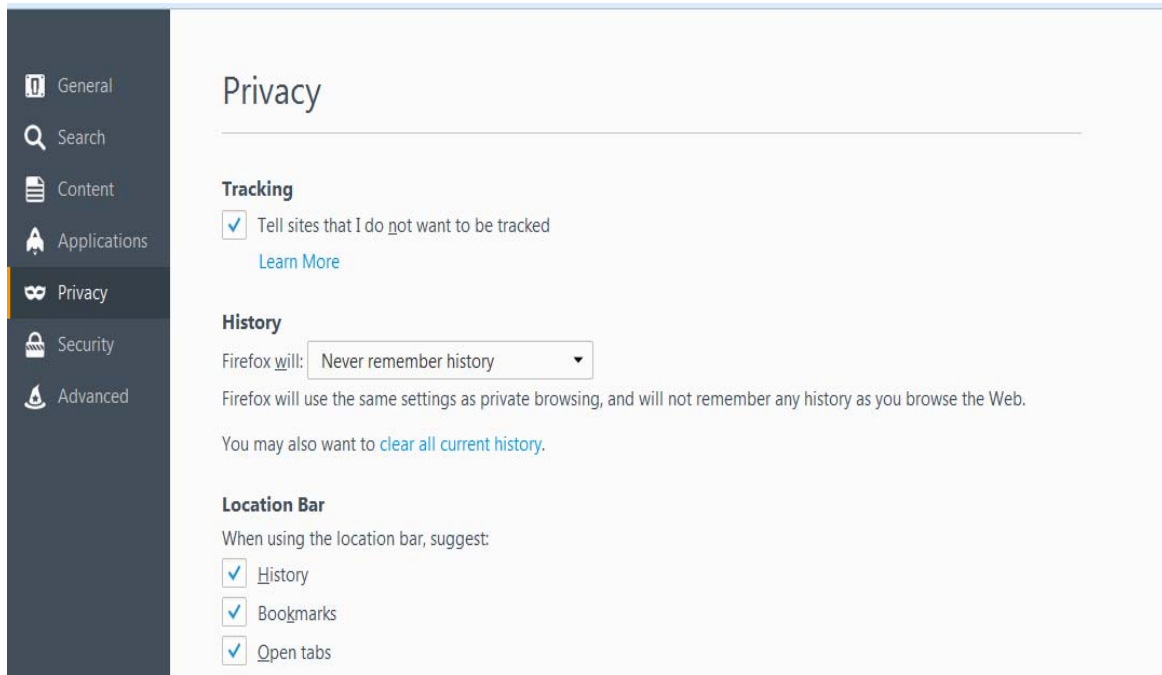 General
Search
Content
Applications
Privacy
Security
Advanced
Privacy
Tracking
Tell sites that I do not want to be tracked
Learn More
History
Firefox will: Never remember history
Firefox will use the same settings as private browsing, and will not remember any history as you browse the Web.
You may also want to clear all current history.
Location Bar
When using the location bar, suggest:
History
Bookmarks
Open tabs